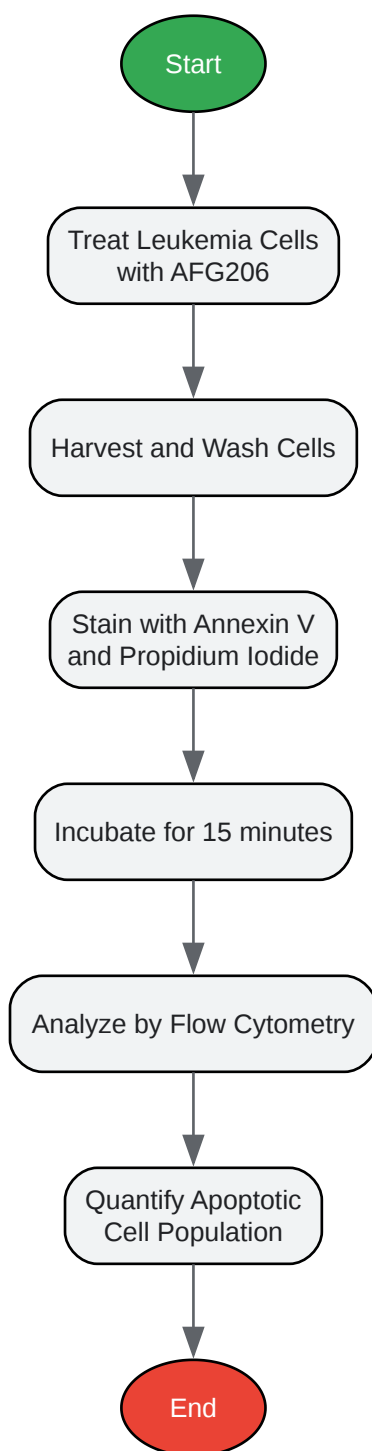 Start
Treat Leukemia Cells
with AFG206
Harvest and Wash Cells
Stain with Annexin V
and Propidium Iodide
Incubate for 15 minutes
Analyze by Flow Cytometry
Quantify Apoptotic
Cell Population
End